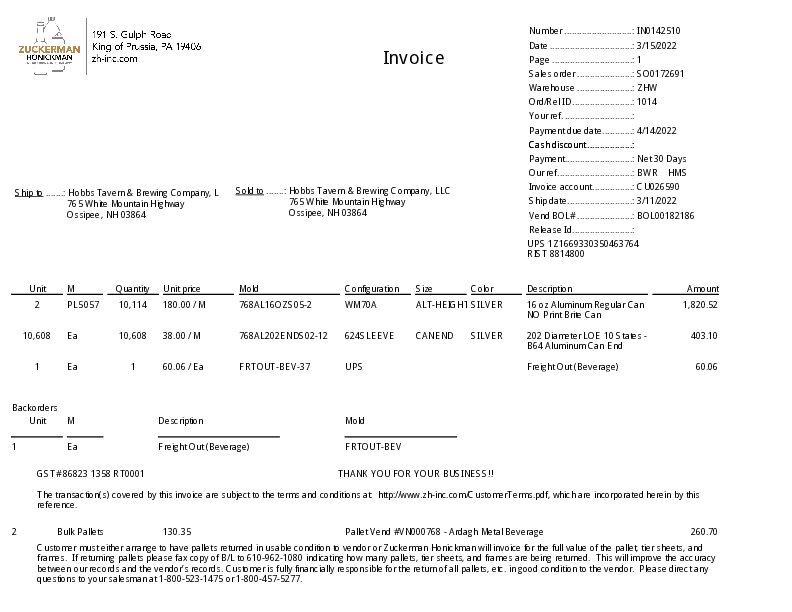 ZUCKERMAN
HONICKMAN
191 S. Gulph Road
King of Prussia, PA 19406
zh-inc.com
Invoice
Number..............................: IN0142510
Date..................................: 3/15/2022
Page..................................: 1
Sales order.......................: SO0172691
Warehouse.......................: ZHW
Ord/Rel ID........................: 1014
Your ref.............................:
Payment due date............: 4/14/2022
Cash discount..................:
Payment...........................: Net 30 Days
Our ref...............................: BWR HMS
Invoice account................: CU026590
Ship date..........................: 3/11/2022
Vend BOL#......................: BOL00182186
Release Id.........................:
UPS 1Z1669330350463764
RIST 8814800
Ship to .......: Hobbs Tavern & Brewing Company, L
765 White Mountain Highway
Ossipee, NH 03864
Sold to .......: Hobbs Tavern & Brewing Company, LLC
765 White Mountain Highway
Ossipee, NH 03864
Unit M Quantity Unit price Mold Configuration Size Color Description Amount
2 PL5057 10,114 180.00 / M 768AL16OZS05-2 WM70A ALT-HEIGHT SILVER 16 oz Aluminum Regular Can 1,820.52
NO Print Brite Can
10,608 Ea 10,608 38.00 / M 768AL202ENDS02-12 624SLEEVE CANEND SILVER 202 Diameter LOE 10 States - 403.10
B64 Aluminum Can End
1 Ea 1 60.06 / Ea FRTOUT-BEV-37 UPS Freight Out (Beverage) 60.06
Backorders
Unit M Description Mold
1 Ea Freight Out (Beverage) FRTOUT-BEV
GST #86823 1358 RT0001 THANK YOU FOR YOUR BUSINESS!!
The transaction(s) covered by this invoice are subject to the terms and conditions at: http://www.zh-inc.com/CustomerTerms.pdf, which are incorporated herein by this
reference.
2 Bulk Pallets 130.35 Pallet Vend #VN000768 - Ardagh Metal Beverage 260.70
Customer must either arrange to have pallets returned in usable condition to vendor or Zuckerman Honickman will invoice for the full value of the pallet, tier sheets, and
frames. If returning pallets please fax copy of B/L to 610-962-1080 indicating how many pallets, tier sheets, and frames are being returned. This will improve the accuracy
between our records and the vendor's records. Customer is fully financially responsible for the return of all pallets, etc. in good condition to the vendor. Please direct any
questions to your salesman at 1-800-523-1475 or 1-800-457-5277.